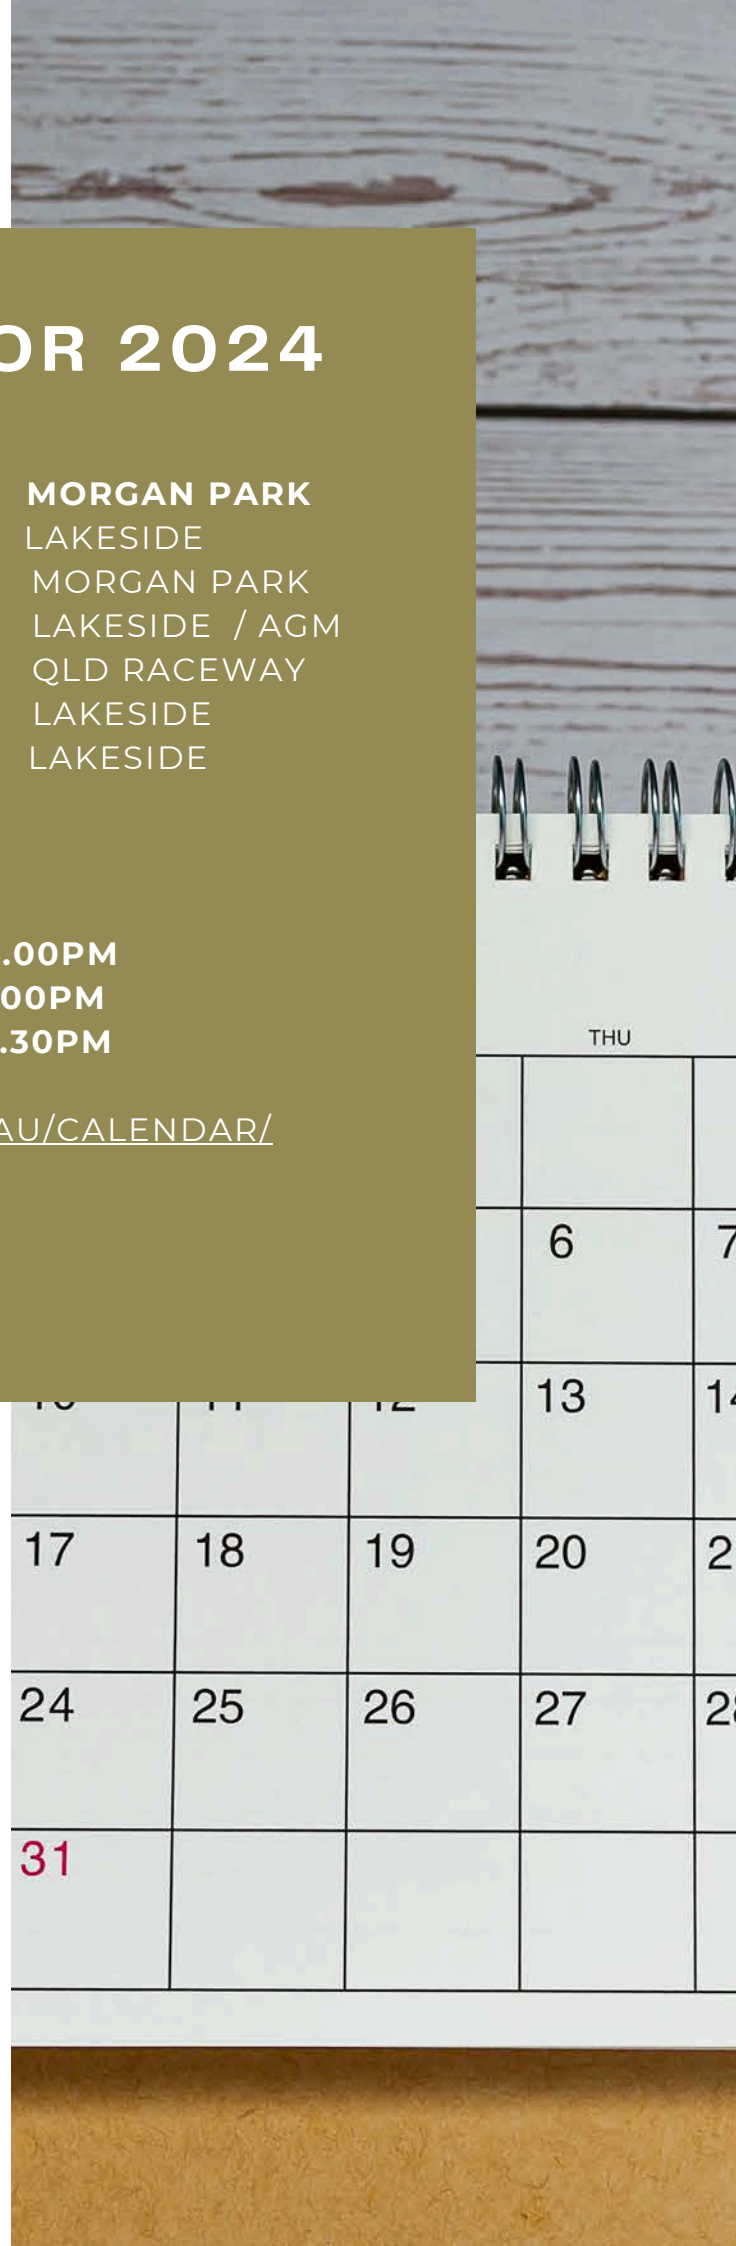 OR 2024
MORGAN PARK
LAKESIDE
MORGAN PARK
LAKESIDE / AGM
QLD RACEWAY
LAKESIDE
LAKESIDE
.00PM
00PM
.30PM
AU/CALENDAR/
THU
6 7
13
17 18 19 20
24 25 26 27
31